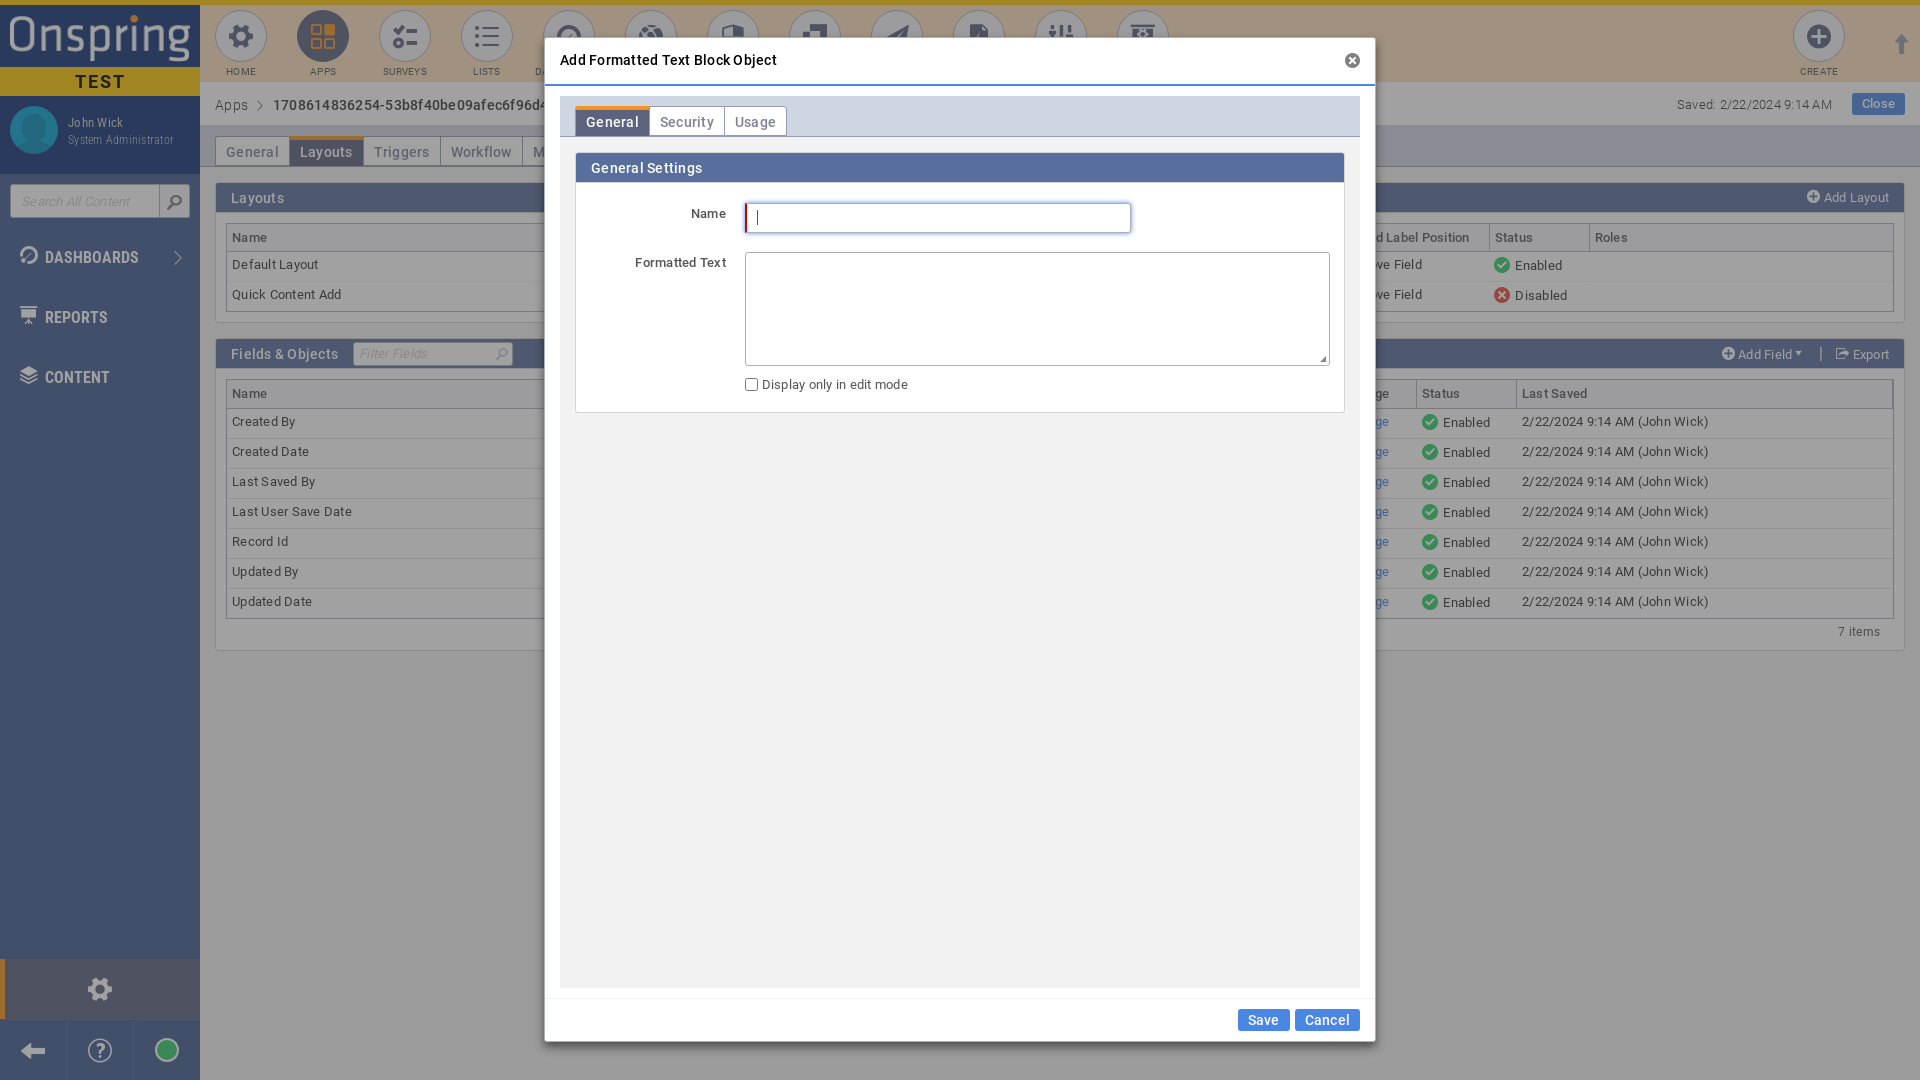 Onspring
TEST
John Wick
System Administrator
Search All Content
DASHBOARDS
REPORTS
CONTENT
HOME
APPS
SURVEYS
LISTS
CREATE
Apps
1708614836254-53b8f40be09afec6f96d4
Saved: 2/22/2024 9:14 AM
Close
General
Layouts
Triggers
Workflow
Layouts
Add Layout
Name
d Label Position
Status
Roles
Default Layout
ove Field
Enabled
Quick Content Add
ove Field
Disabled
Fields & Objects
Filter Fields
Add Field
Export
Name
ge
Status
Last Saved
Created By
ge
Enabled
2/22/2024 9:14 AM (John Wick)
Created Date
ge
Enabled
2/22/2024 9:14 AM (John Wick)
Last Saved By
ge
Enabled
2/22/2024 9:14 AM (John Wick)
Last User Save Date
ge
Enabled
2/22/2024 9:14 AM (John Wick)
Record Id
ge
Enabled
2/22/2024 9:14 AM (John Wick)
Updated By
ge
Enabled
2/22/2024 9:14 AM (John Wick)
Updated Date
ge
Enabled
2/22/2024 9:14 AM (John Wick)
7 items
Add Formatted Text Block Object
General
Security
Usage
General Settings
Name
Formatted Text
Display only in edit mode
Save
Cancel